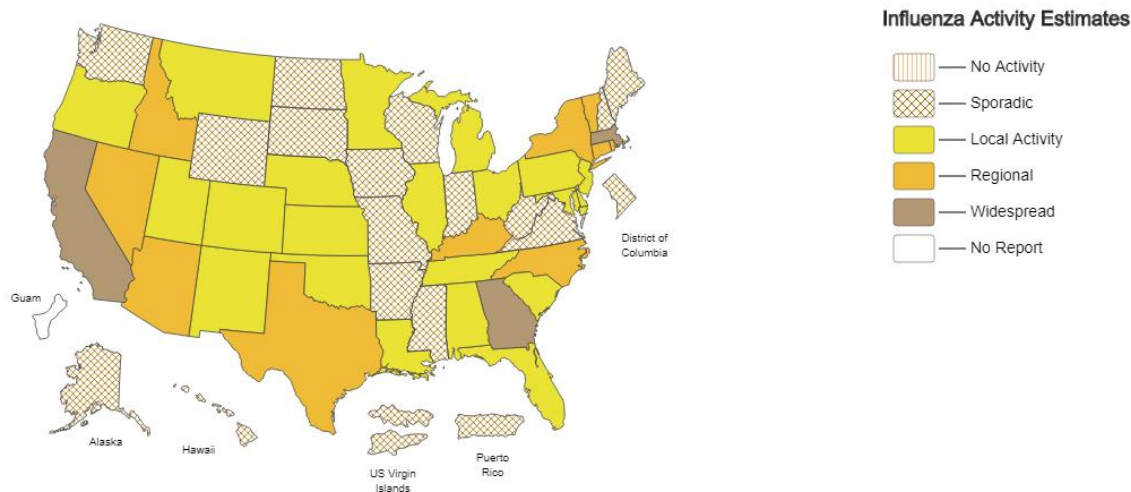 Influenza Activity Estimates
No Activity
Sporadic
Local Activity
Regional
Widespread
No Report
District of
Columbia
Guam
Alaska
Hawaii
US Virgin
Islands
Puerto
Rico